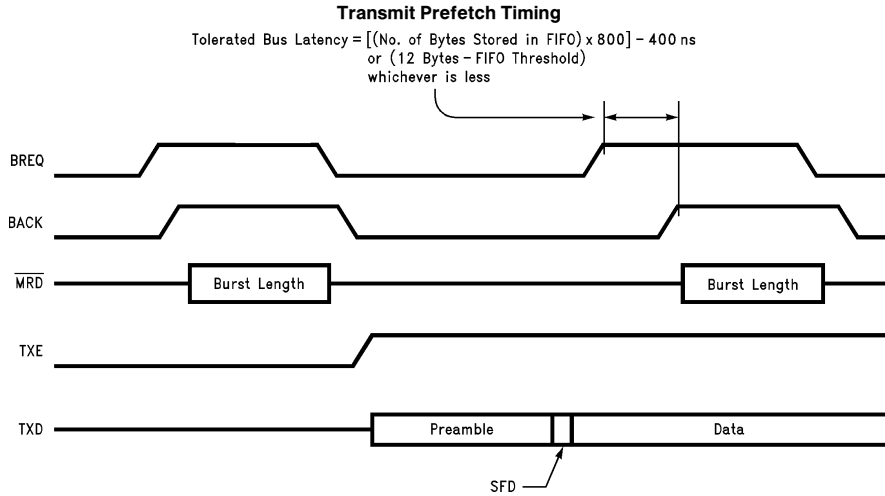 Transmit Prefetch Timing
Tolerated Bus Latency = [(No. of Bytes Stored in FIFO) x 800] − 400 ns
or (12 Bytes − FIFO Threshold)
whichever is less
BREQ
BACK
MRD
Burst Length
Burst Length
TXE
TXD
Preamble
Data
SFD